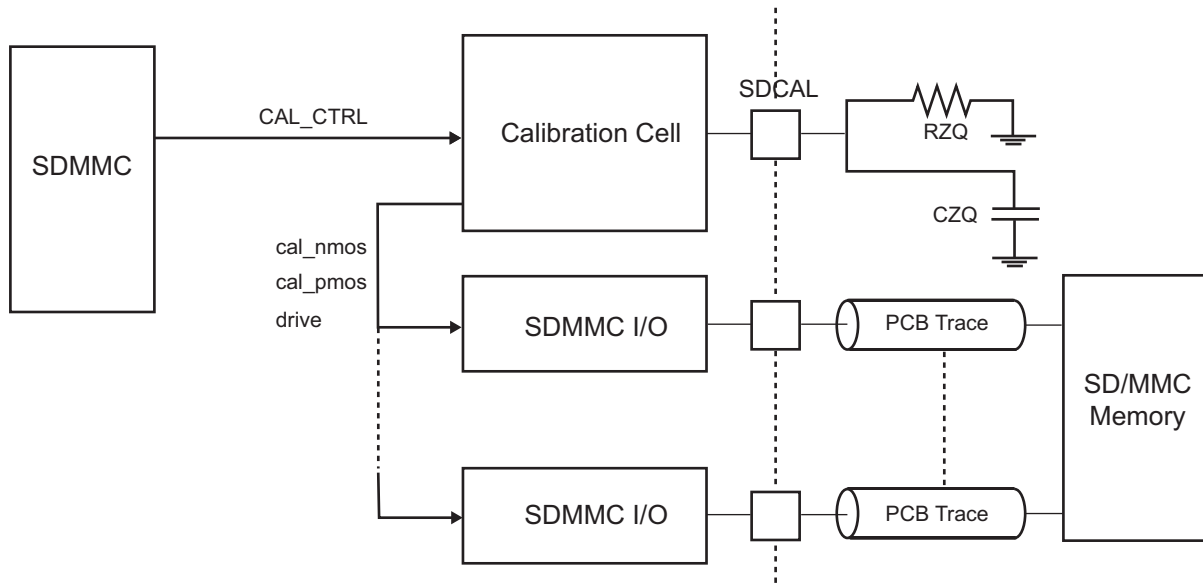 SDMMC
CAL_CTRL
Calibration Cell
SDCAL
RZQ
CZQ
cal_nmos
cal_pmos
drive
SDMMC I/O
PCB Trace
SD/MMC
Memory
SDMMC I/O
PCB Trace